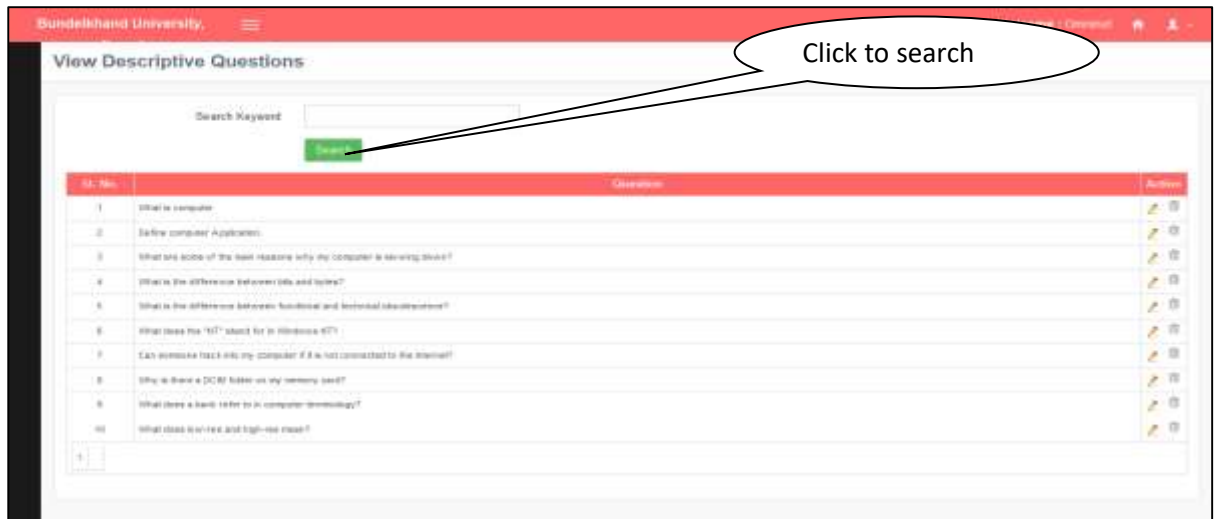 Bundelkhand University,
Click to search
View Descriptive Questions
Search Keyword
Search
Sr. No. Question Action
1 What is computer
2 Define computer Application.
3 What are some of the main reasons why my computer is
4 What is the difference between bits and bytes?
5 What is the difference between functional and technical obsolescence?
6 What does the "NT" stand for in Windows NT?
7 Can someone hack into my computer if it is not connected to the Internet?
8 Why is there a DCIM folder on my memory card?
9 What does a bank refer to in computer terminology?
10 What does low-res and high-res mean?
1